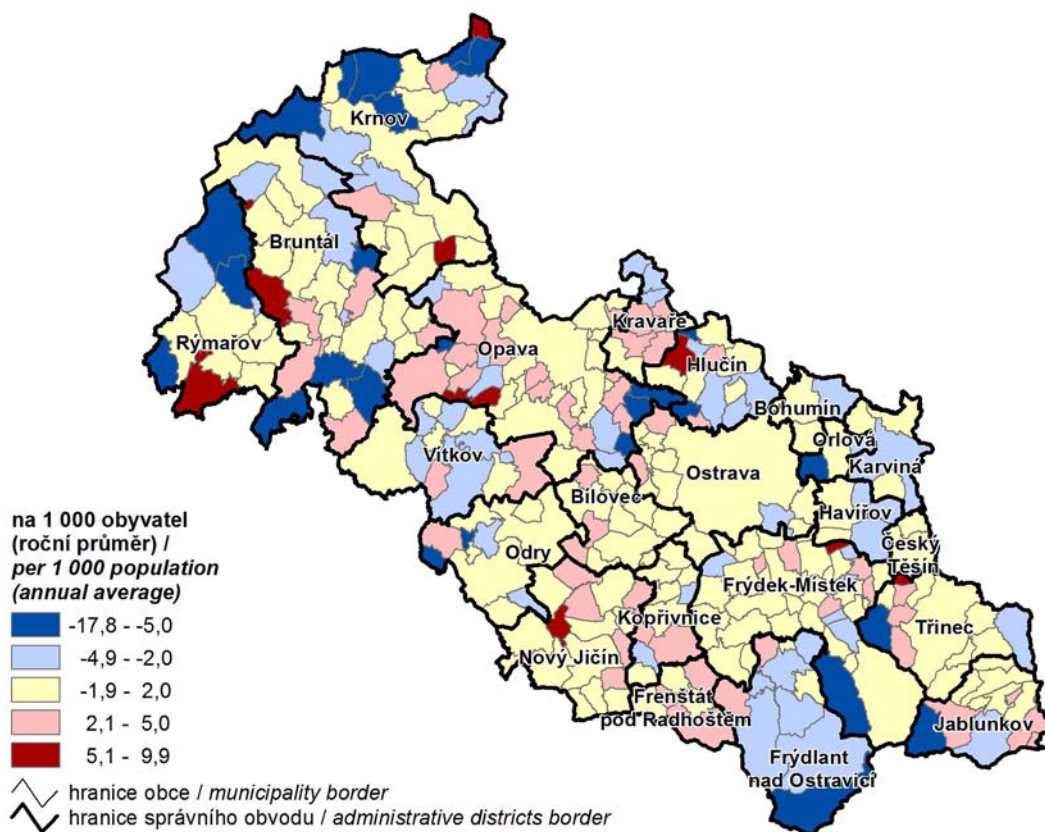 Krnov
Bruntál
Rýmařov
Opava
Kravaře
Hlučín
Bohumín
Orlová
Karviná
Vítkov
Ostrava
Bílovec
Havířov
Český
Těšín
Odry
Frýdek-Místek
Třinec
Kopřivnice
Nový Jičín
Frenštát
pod Radhoštěm
Jablunkov
Frýdlant
nad Ostravicí
na 1 000 obyvatel
(roční průměr) /
per 1 000 population
(annual average)
-17,8 - -5,0
-4,9 - -2,0
-1,9 - 2,0
2,1 - 5,0
5,1 - 9,9
hranice obce / municipality border
hranice správního obvodu / administrative districts border